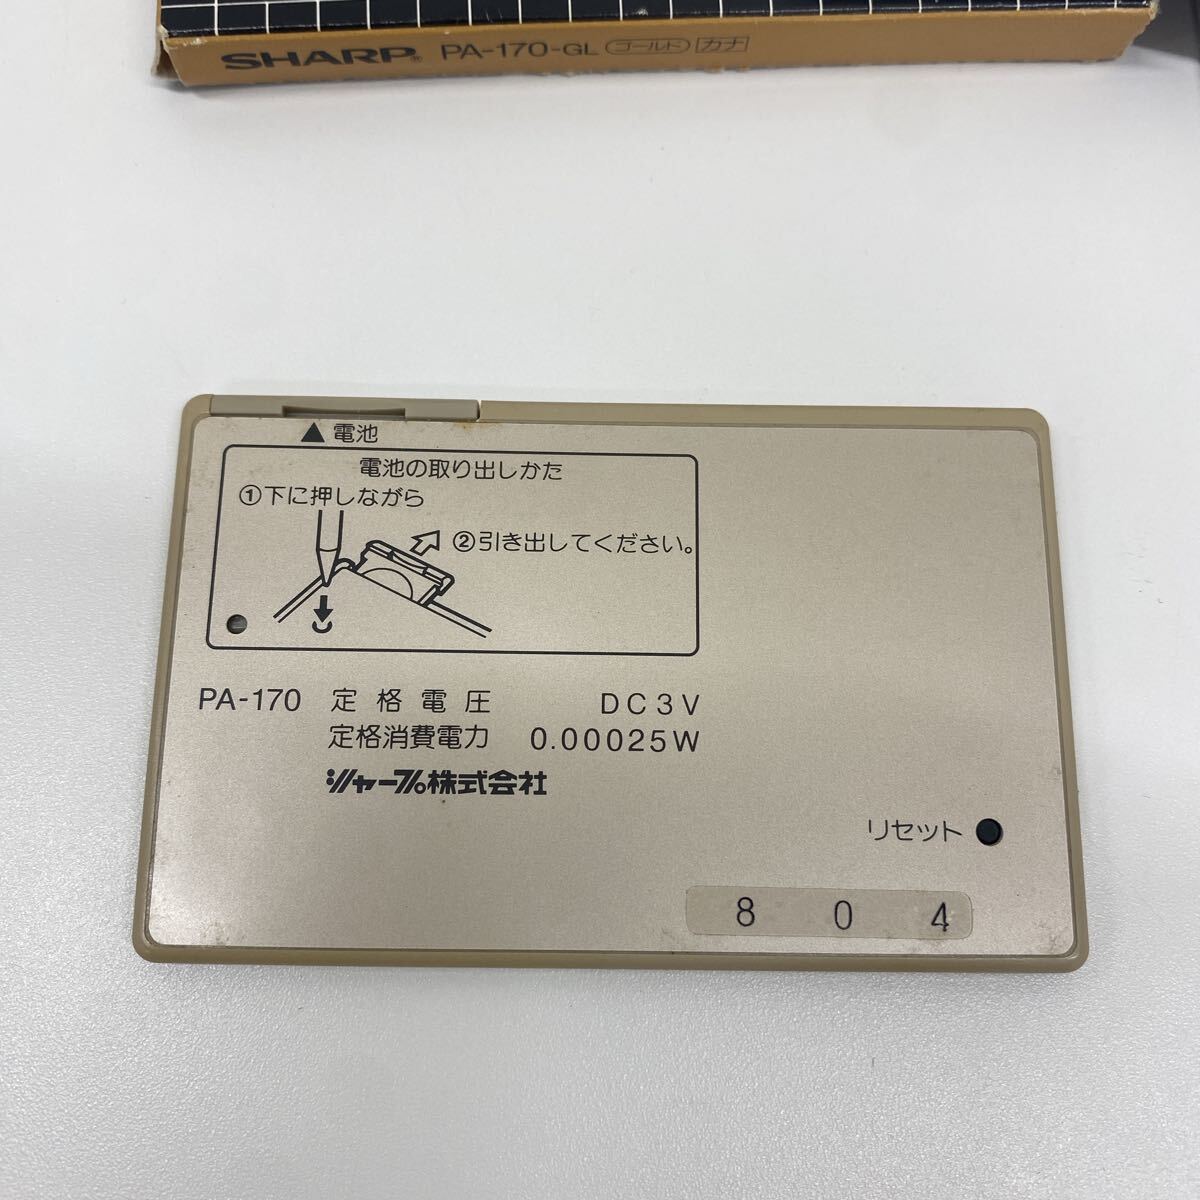 SHARP® PA-170-GL ゴールド カナ
▲ 電池
電池の取り出しかた
①下に押しながら
②引き出してください。
PA-170 定格電圧 DC3V
定格消費電力 0.00025W
シャープ株式会社
リセット
8 0 4